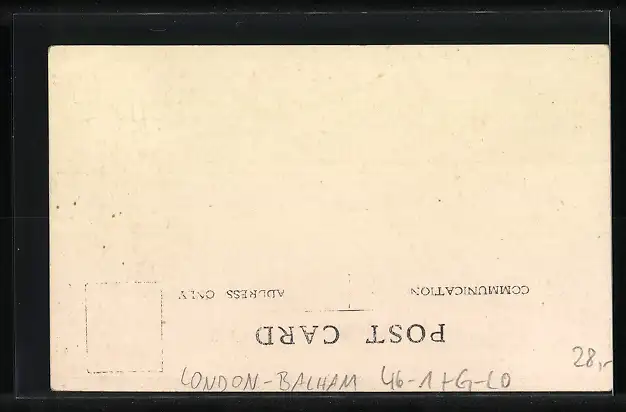 POST CARD
COMMUNICATION
ADDRESS ONLY
LONDON-BALHAM 46-1+G-LO
28,-